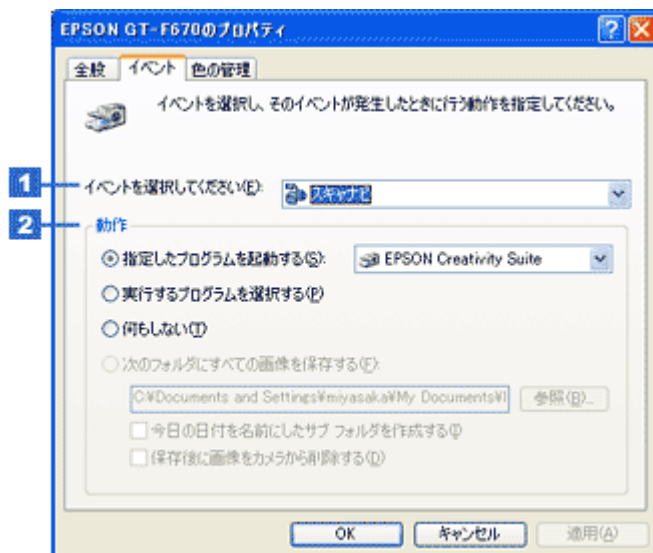 EPSON GT-F670のプロパティ
全般 イベント 色の管理
イベントを選択し、そのイベントが発生したときに行う動作を指定してください。
1 イベントを選択してください(E): スキャナビ
2 動作
指定したプログラムを起動する(S): EPSON Creativity Suite
実行するプログラムを選択する(P)
何もしない(T)
次のフォルダにすべての画像を保存する(F):
C:¥Documents and Settings¥miyasaka¥My Documents¥ 参照(B)...
今日の日付を名前にしたサブ フォルダを作成する(I)
保存後に画像をカメラから削除する(D)
OK キャンセル 適用(A)